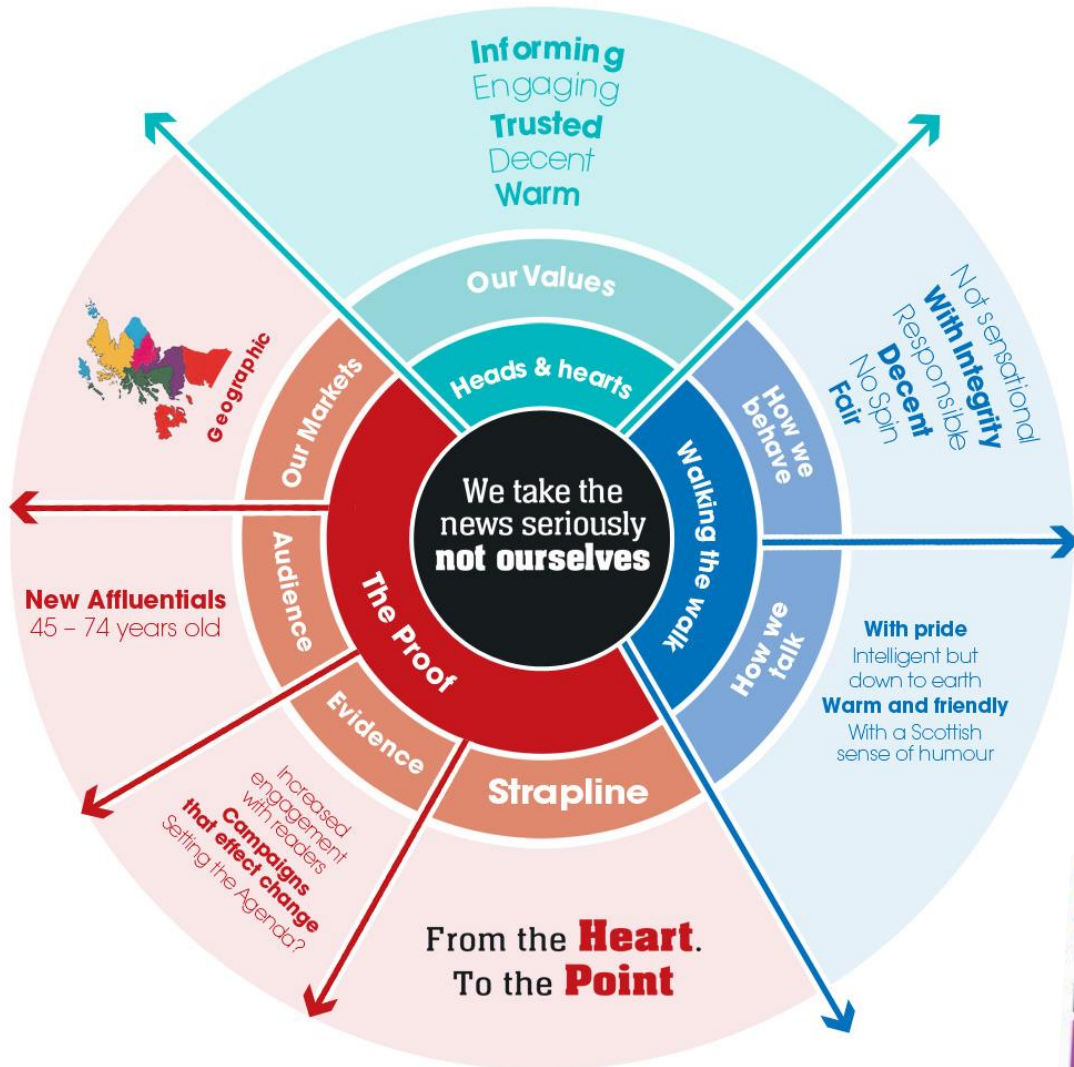 Informing
Engaging
Trusted
Decent
Warm
Our Values
Heads & hearts
Not sensational
With Integrity
Responsible
Decent
No Spin
Fair
How we
behave
Walking the walk
How we
talk
With pride
Intelligent but
down to earth
Warm and friendly
With a Scottish
sense of humour
We take the
news seriously
not ourselves
The Proof
Our Markets
Geographic
Audience
New Affluentials
45 – 74 years old
Evidence
Increased
engagement
with readers
Campaigns
that effect change
Setting the Agenda?
Strapline
From the Heart.
To the Point